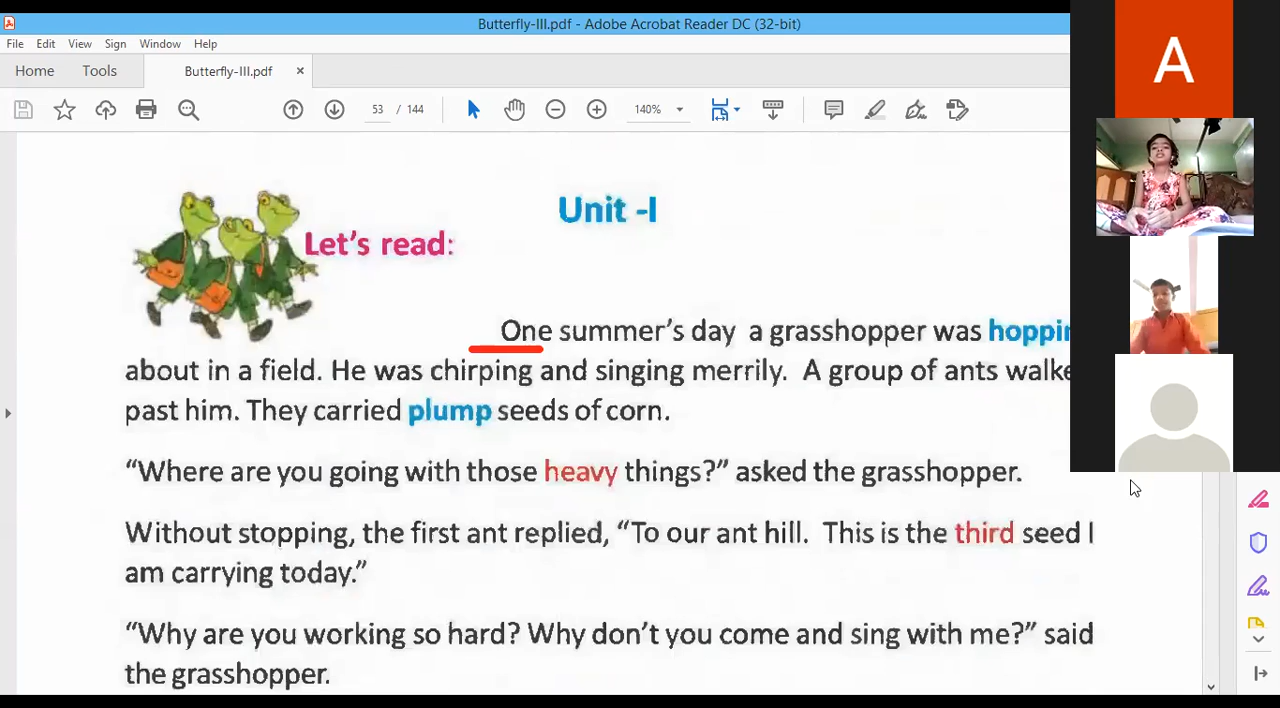 Butterfly-III.pdf - Adobe Acrobat Reader DC (32-bit)
File Edit View Sign Window Help
Home Tools Butterfly-III.pdf ×
53 / 144 140%
A
Unit -I
Let's read:
One summer's day a grasshopper was hoppin
about in a field. He was chirping and singing merrily. A group of ants walke
past him. They carried plump seeds of corn.
“Where are you going with those heavy things?” asked the grasshopper.
Without stopping, the first ant replied, “To our ant hill. This is the third seed I
am carrying today.”
“Why are you working so hard? Why don't you come and sing with me?” said
the grasshopper.